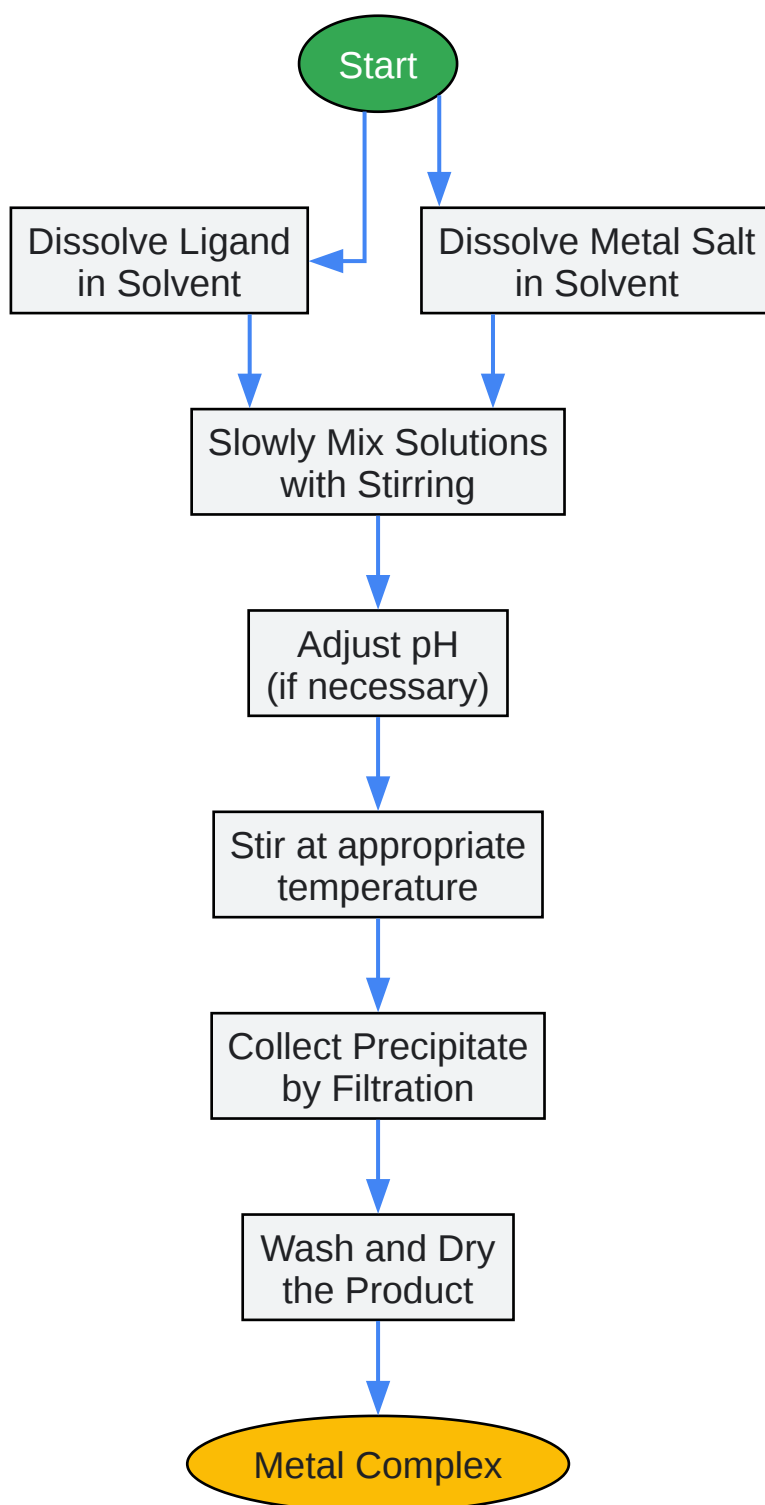 Start
Dissolve Ligand
in Solvent
Dissolve Metal Salt
in Solvent
Slowly Mix Solutions
with Stirring
Adjust pH
(if necessary)
Stir at appropriate
temperature
Collect Precipitate
by Filtration
Wash and Dry
the Product
Metal Complex